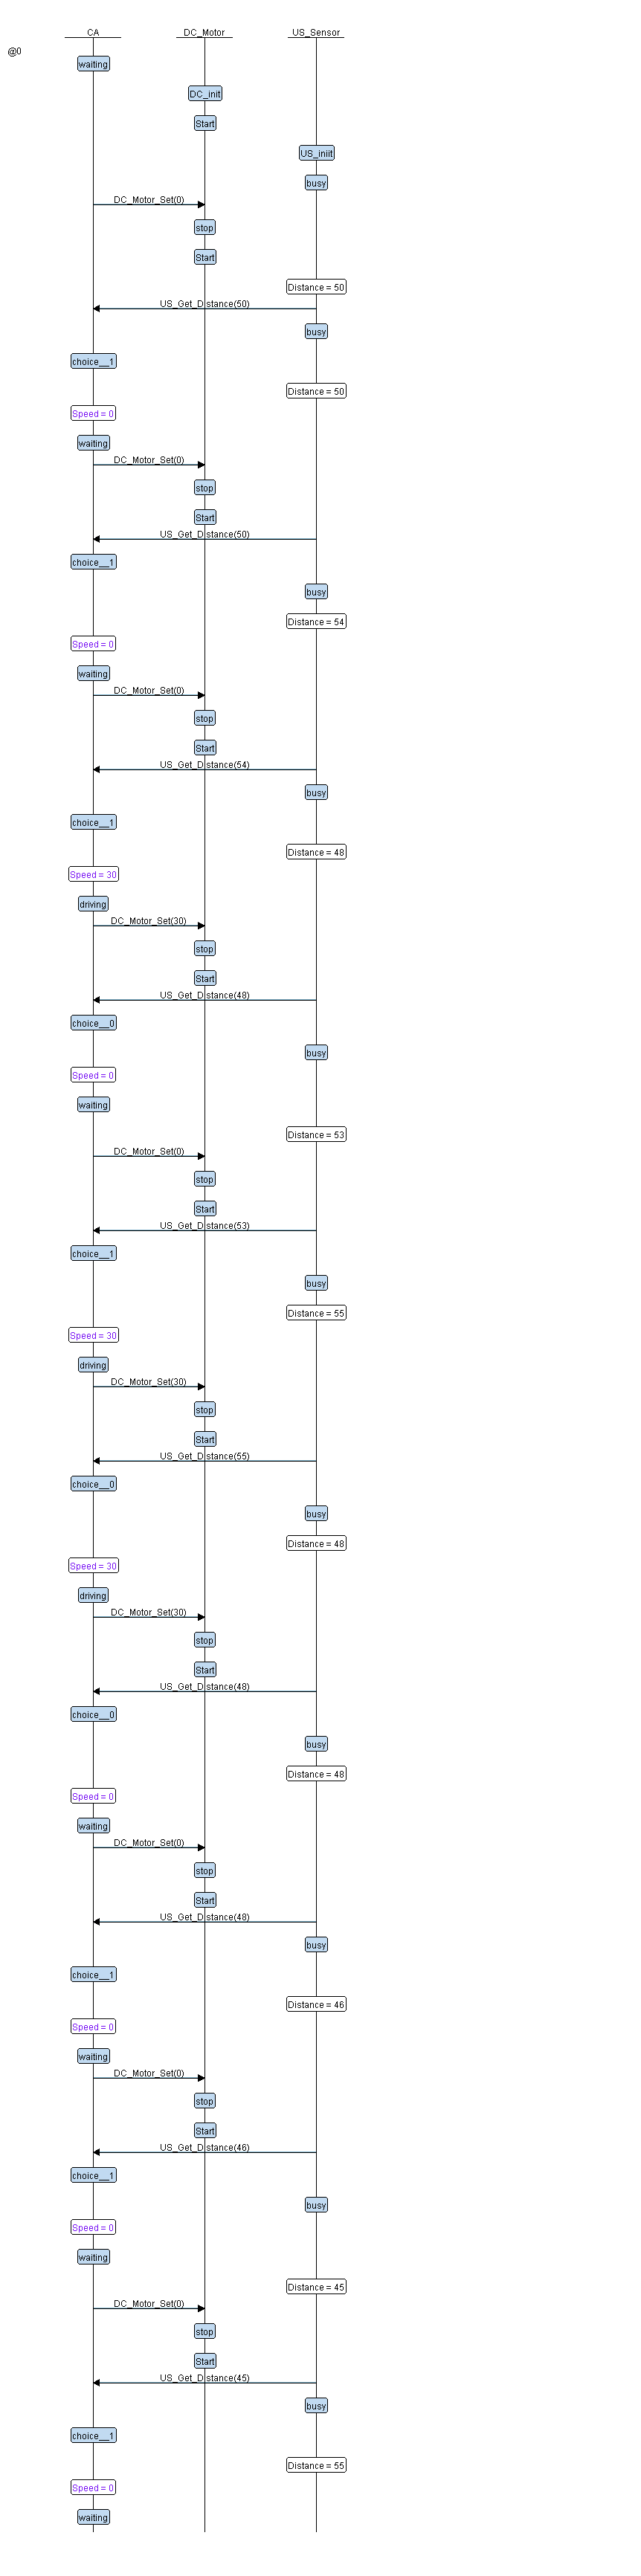 CA DC_Motor US_Sensor
@0
waiting
DC_init
Start
US_iniit
busy
DC_Motor_Set(0)
stop
Start
Distance = 50
US_Get_Distance(50)
busy
choice__1
Distance = 50
Speed = 0
waiting
DC_Motor_Set(0)
stop
Start
US_Get_Distance(50)
choice__1
busy
Distance = 54
Speed = 0
waiting
DC_Motor_Set(0)
stop
Start
US_Get_Distance(54)
busy
choice__1
Distance = 48
Speed = 30
driving
DC_Motor_Set(30)
stop
Start
US_Get_Distance(48)
choice__0
busy
Speed = 0
waiting
Distance = 53
DC_Motor_Set(0)
stop
Start
US_Get_Distance(53)
choice__1
busy
Distance = 55
Speed = 30
driving
DC_Motor_Set(30)
stop
Start
US_Get_Distance(55)
choice__0
busy
Distance = 48
Speed = 30
driving
DC_Motor_Set(30)
stop
Start
US_Get_Distance(48)
choice__0
busy
Distance = 48
Speed = 0
waiting
DC_Motor_Set(0)
stop
Start
US_Get_Distance(48)
busy
choice__1
Distance = 46
Speed = 0
waiting
DC_Motor_Set(0)
stop
Start
US_Get_Distance(46)
choice__1
busy
Speed = 0
waiting
Distance = 45
DC_Motor_Set(0)
stop
Start
US_Get_Distance(45)
busy
choice__1
Distance = 55
Speed = 0
waiting